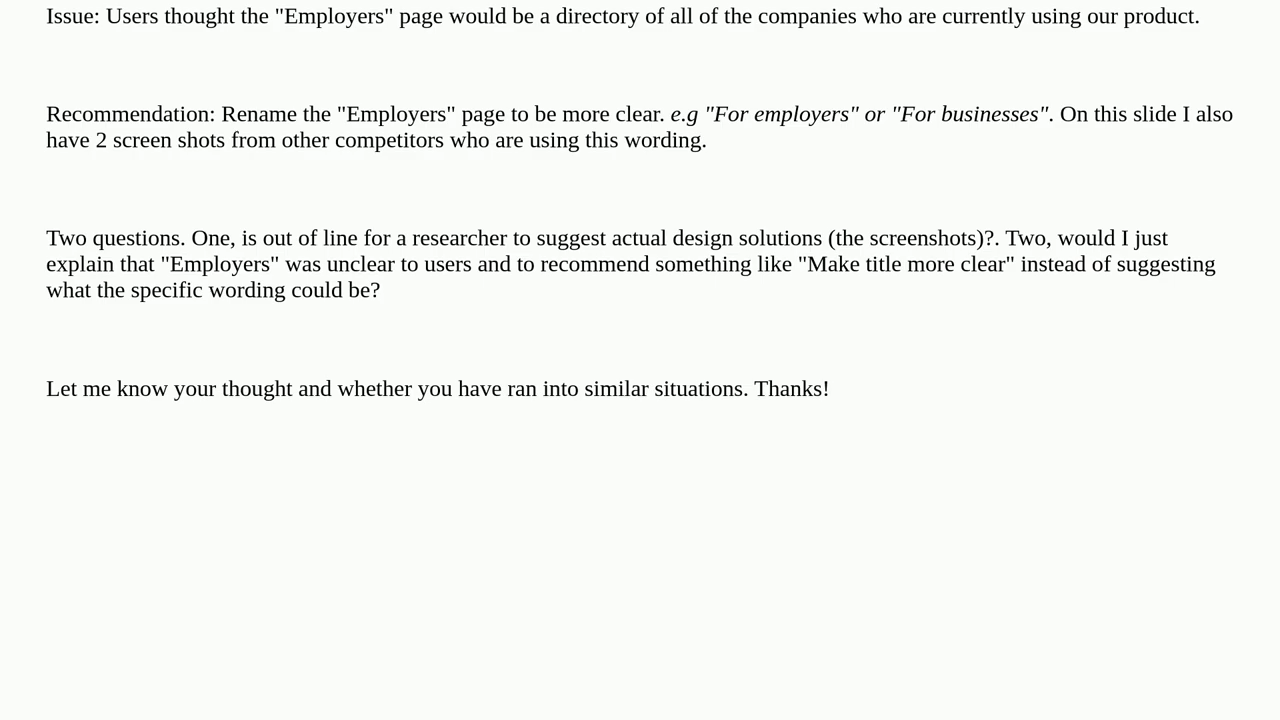 Issue: Users thought the "Employers" page would be a directory of all of the companies who are currently using our product.
Recommendation: Rename the "Employers" page to be more clear. e.g "For employers" or "For businesses". On this slide I also
have 2 screen shots from other competitors who are using this wording.
Two questions. One, is out of line for a researcher to suggest actual design solutions (the screenshots)?. Two, would I just
explain that "Employers" was unclear to users and to recommend something like "Make title more clear" instead of suggesting
what the specific wording could be?
Let me know your thought and whether you have ran into similar situations. Thanks!